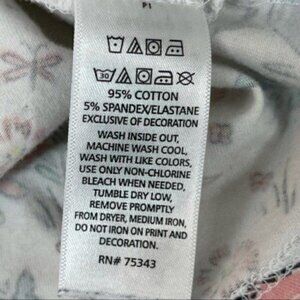 P1
30
95% COTTON
5% SPANDEX/ELASTANE
EXCLUSIVE OF DECORATION
WASH INSIDE OUT,
MACHINE WASH COOL,
WASH WITH LIKE COLORS,
USE ONLY NON-CHLORINE
BLEACH WHEN NEEDED,
TUMBLE DRY LOW,
REMOVE PROMPTLY
FROM DRYER, MEDIUM IRON,
DO NOT IRON ON PRINT AND
DECORATION.
RN# 75343